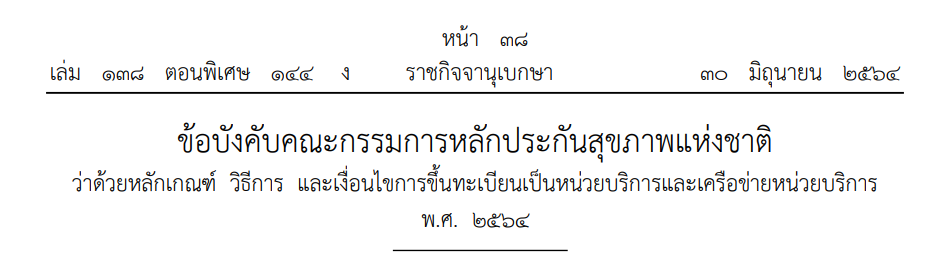 หน้า ๓๘
เล่ม ๑๓๘ ตอนพิเศษ ๑๔๔ ง ราชกิจจานุเบกษา ๓๐ มิถุนายน ๒๕๖๔
ข้อบังคับคณะกรรมการหลักประกันสุขภาพแห่งชาติ
ว่าด้วยหลักเกณฑ์ วิธีการ และเงื่อนไขการขึ้นทะเบียนเป็นหน่วยบริการและเครือข่ายหน่วยบริการ
พ.ศ. ๒๕๖๔